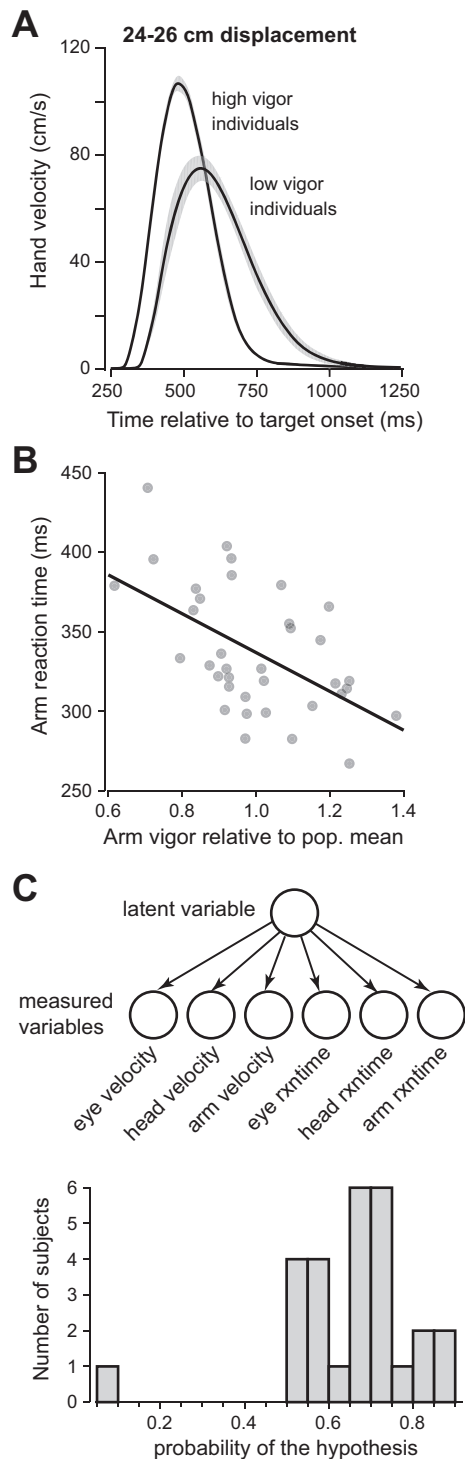 A
24-26 cm displacement
120
80
40
0
Hand velocity (cm/s)
high vigor
individuals
low vigor
individuals
250
500
750
1000
1250
Time relative to target onset (ms)
B
450
400
350
300
250
Arm reaction time (ms)
0.6
0.8
1.0
1.2
1.4
Arm vigor relative to pop. mean
C
latent variable
measured
variables
eye velocity
head velocity
arm velocity
eye rxntime
head rxntime
arm rxntime
6
5
4
3
2
1
0
Number of subjects
0.2
0.4
0.6
0.8
probability of the hypothesis